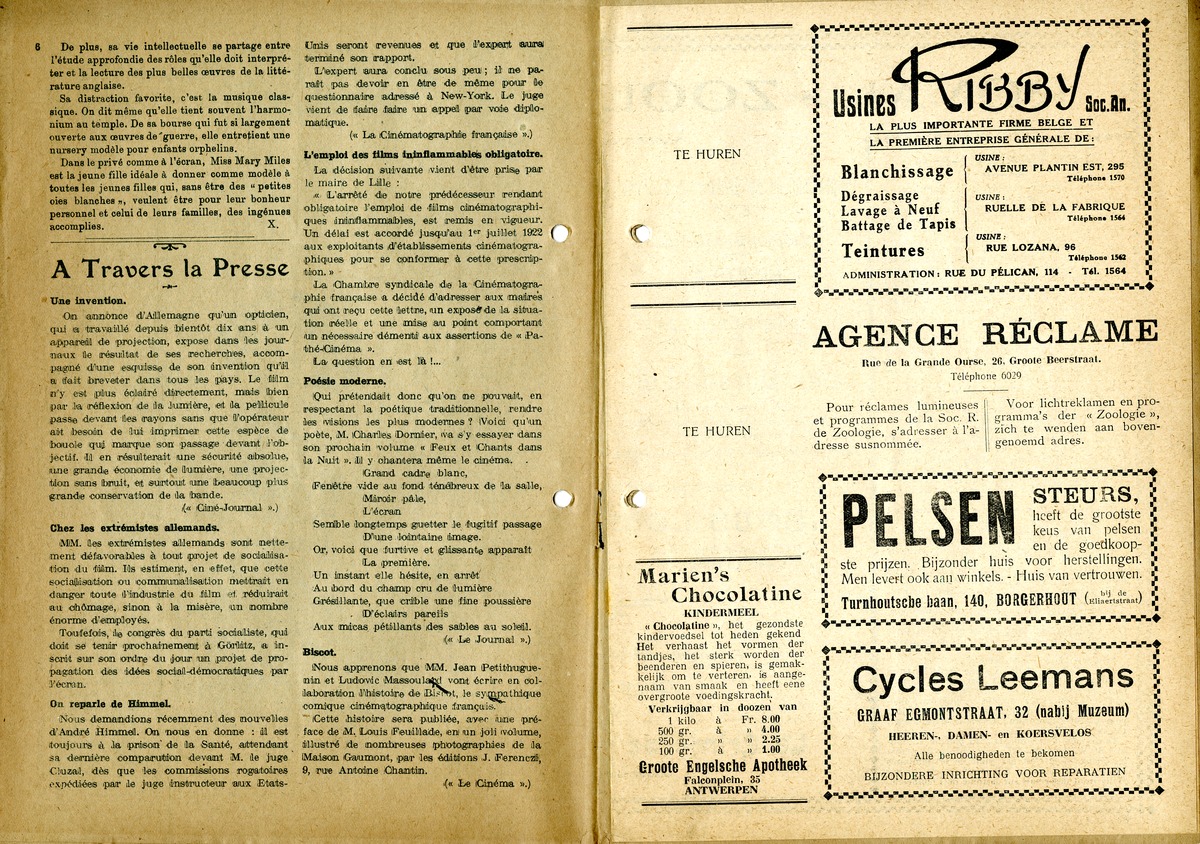 6
De plus, sa vie intellectuelle se partage entre
l'étude approfondie des rôles qu'elle doit interpré-
ter et la lecture des plus belles œuvres de la litté-
rature anglaise.
Sa distraction favorite, c'est la musique clas-
sique. On dit même qu'elle tient souvent l'harmo-
nium au temple. De sa bourse qui fut si largement
ouverte aux œuvres de guerre, elle entretient une
nursery modèle pour enfants orphelins.
Dans le privé comme à l'écran, Miss Mary Miles
est la jeune fille idéale à donner comme modèle à
toutes les jeunes filles qui, sans être des “ petites
oies blanches „, veulent être pour leur bonheur
personnel et celui de leurs familles, des ingénues
accomplies. X.
A Travers la Presse
Une invention.
On annonce d'Allemagne qu'un opticien,
qui a travaillé depuis bientôt dix ans à un
appareil de projection, expose dans les jour-
naux le résultat de ses recherches, accom-
pagné d'une esquisse de son invention qu'il
a fait breveter dans tous les pays. Le film
n'y est plus éclairé directement, mais bien
par la réflexion de la lumière, et la pellicule
passe devant les rayons sans que l'opérateur
ait besoin de lui imprimer cette espèce de
boucle qui marque son passage devant l'ob-
jectif. Il en résulterait une sécurité absolue,
une grande économie de lumière, une projec-
tion sans bruit, et surtout une beaucoup plus
grande conservation de la bande.
(« Ciné-Journal ».)
Chez les extrémistes allemands.
MM. les extrémistes allemands sont nette-
ment défavorables à tout projet de socialisa-
tion du film. Ils estiment, en effet, que cette
socialisation ou communalisation mettrait en
danger toute l'industrie du film et réduirait
au chômage, sinon à la misère, un nombre
énorme d'employés.
Toutefois, le congrès du parti socialiste, qui
doit se tenir prochainement à Görlitz, a ins-
crit sur son ordre du jour un projet de pro-
pagation des idées social-démocratiques par
l'écran.
On reparle de Himmel.
Nous demandions récemment des nouvelles
d'André Himmel. On nous en donne : il est
toujours à la prison de la Santé, attendant
sa dernière comparution devant M. le juge
Cluzal, dès que les commissions rogatoires
expédiées par le juge instructeur aux Etats-
Unis seront revenues et que l'expert aura
terminé son rapport.
L'expert aura conclu sous peu ; il ne pa-
raît pas devoir en être de même pour le
questionnaire adressé à New-York. Le juge
vient de faire faire un appel par voie diplo-
matique.
(« La Cinématographie française ».)
L'emploi des films ininflammables obligatoire.
La décision suivante vient d'être prise par
le maire de Lille :
« L'arrêté de notre prédécesseur rendant
obligatoire l'emploi de films cinématographi-
ques ininflammables, est remis en vigueur.
Un délai est accordé jusqu'au 1er juillet 1922
aux exploitants d'établissements cinématogra-
phiques pour se conformer à cette prescrip-
tion. »
La Chambre syndicale de la Cinématogra-
phie française a décidé d'adresser aux maires
qui ont reçu cette lettre, un exposé de la situa-
tion réelle et une mise au point comportant
un nécessaire démenti aux assertions de « Pa-
thé-Cinéma ».
La question en est là !...
Poésie moderne.
Qui prétendait donc qu'on ne pouvait, en
respectant la poétique traditionnelle, rendre
les visions les plus modernes ? Voici qu'un
poète, M. Charles Dornier, va s'y essayer dans
son prochain volume « Feux et Chants dans
la Nuit ». Il y chantera même le cinéma.
Grand cadre blanc,
Fenêtre vide au fond ténébreux de la salle,
Miroir pâle,
L'écran
Semble longtemps guetter le fugitif passage
D'une lointaine image.
Or, voici que furtive et glissante apparaît
La première.
Un instant elle hésite, en arrêt
Au bord du champ cru de lumière
Grésillante, que crible une fine poussière
D'éclairs pareils
Aux micas pétillants des sables au soleil.
(« Le Journal ».)
Biscot.
Nous apprenons que MM. Jean Petithugue-
nin et Ludovic Massoulard vont écrire en col-
laboration l'histoire de Biscot, le sympathique
comique cinématographique français.
Cette histoire sera publiée, avec une pré-
face de M. Louis Feuillade, en un joli volume,
illustré de nombreuses photographies de la
Maison Gaumont, par les éditions J. Ferenczi,
9, rue Antoine Chantin.
(« Le Cinéma ».)
TE HUREN
TE HUREN
Marien's
Chocolatine
KINDERMEEL
« Chocolatine », het gezondste
kindervoedsel tot heden gekend
Het verhaast het vormen der
tandjes, het sterk worden der
beenderen en spieren, is gemak-
kelijk om te verteren, is aange-
naam van smaak en heeft eene
overgroote voedingskracht.
Verkrijgbaar in doozen van
1 kilo à Fr. 8.00
500 gr. à » 4.00
250 gr. » » 2.25
100 gr. » » 1.00
Groote Engelsche Apotheek
Falconplein, 35
ANTWERPEN
Usines RIBBY Soc. An.
LA PLUS IMPORTANTE FIRME BELGE ET
LA PREMIÈRE ENTREPRISE GÉNÉRALE DE :
Blanchissage
USINE :
AVENUE PLANTIN EST, 295
Téléphone 1570
Dégraissage
Lavage à Neuf
Battage de Tapis
USINE :
RUELLE DE LA FABRIQUE
Téléphone 1564
Teintures
USINE :
RUE LOZANA, 96
Téléphone 1562
ADMINISTRATION : RUE DU PÉLICAN, 114 - Tél. 1564
AGENCE RÉCLAME
Rue de la Grande Ourse, 26, Groote Beerstraat.
Téléphone 6029
Pour réclames lumineuses
et programmes de la Soc. R.
de Zoologie, s'adresser à l'a-
dresse susnommée.
Voor lichtreklamen en pro-
gramma's der « Zoologie »,
zich te wenden aan boven-
genoemd adres.
PELSEN STEURS,
heeft de grootste
keus van pelsen
en de goedkoop-
ste prijzen. Bijzonder huis voor herstellingen.
Men levert ook aan winkels. - Huis van vertrouwen.
Turnhoutsche baan, 140, BORGERHOUT (bij de Eliaertstraat)
Cycles Leemans
GRAAF EGMONTSTRAAT, 32 (nabij Muzeum)
HEEREN-, DAMEN- en KOERSVELOS
Alle benoodigheden te bekomen
BIJZONDERE INRICHTING VOOR REPARATIEN